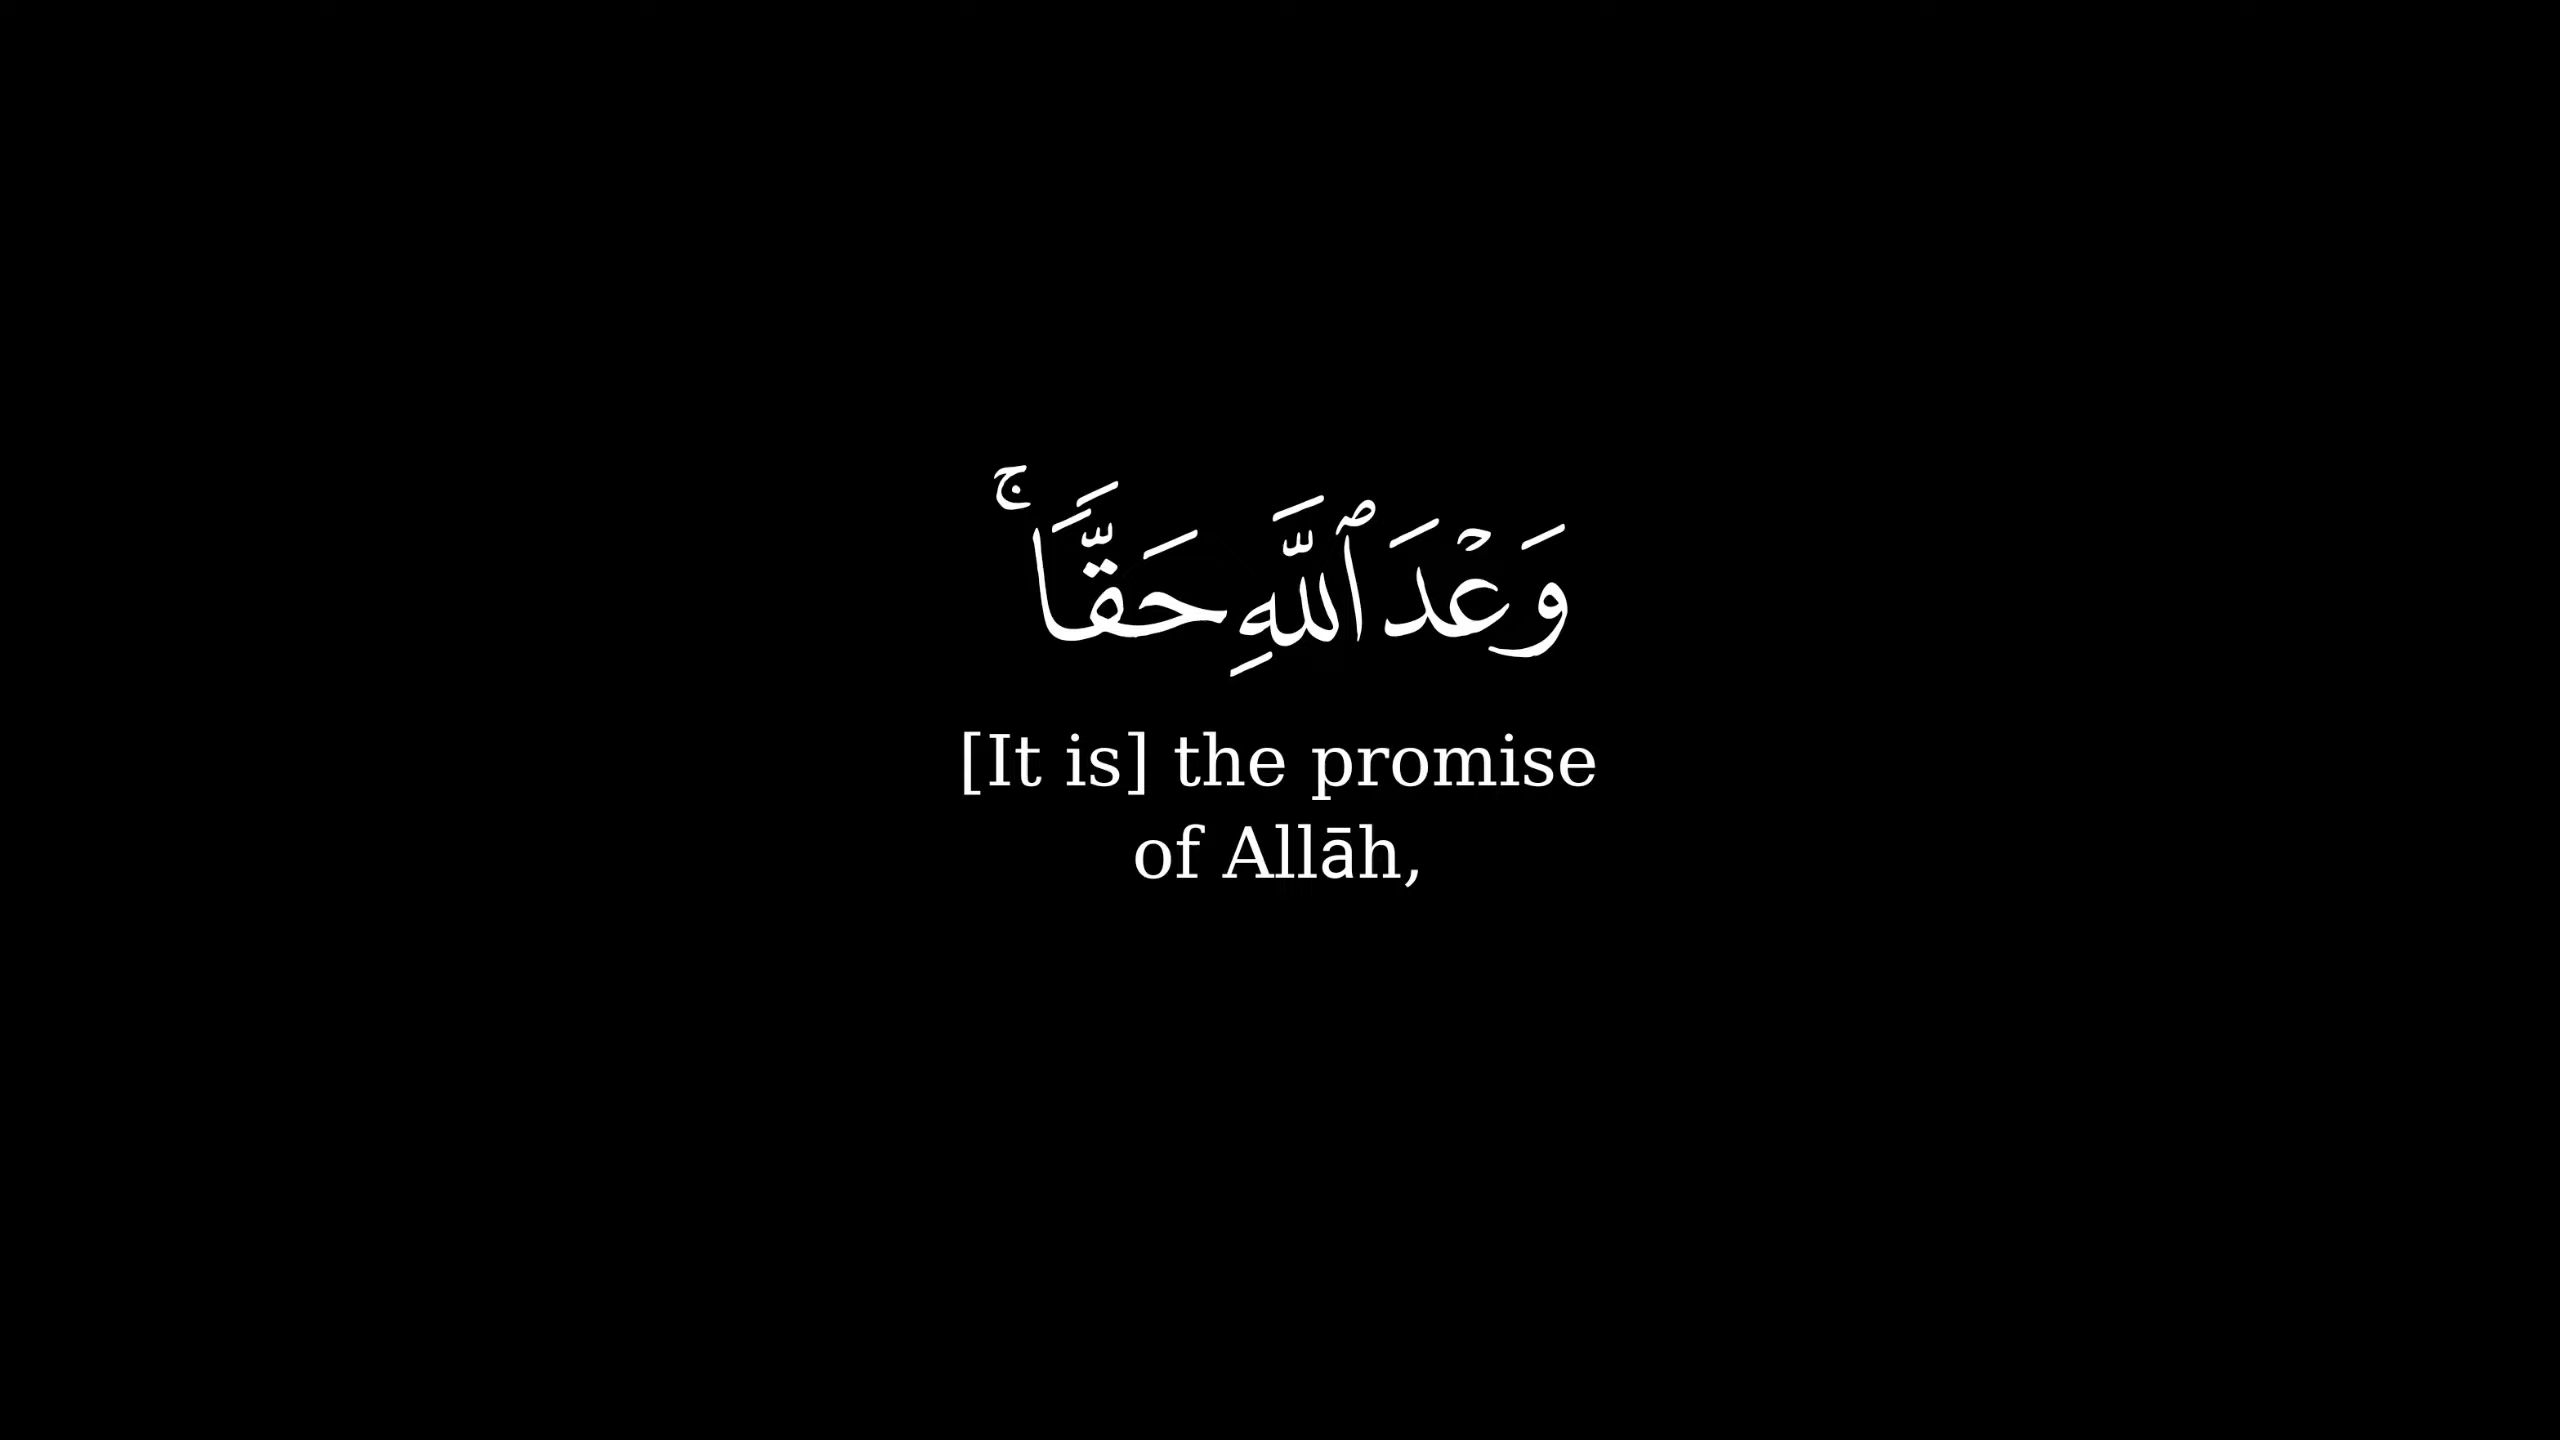 وَعْدَ ٱللَّهِ حَقًّا ۚ
[It is] the promise
of Allāh,